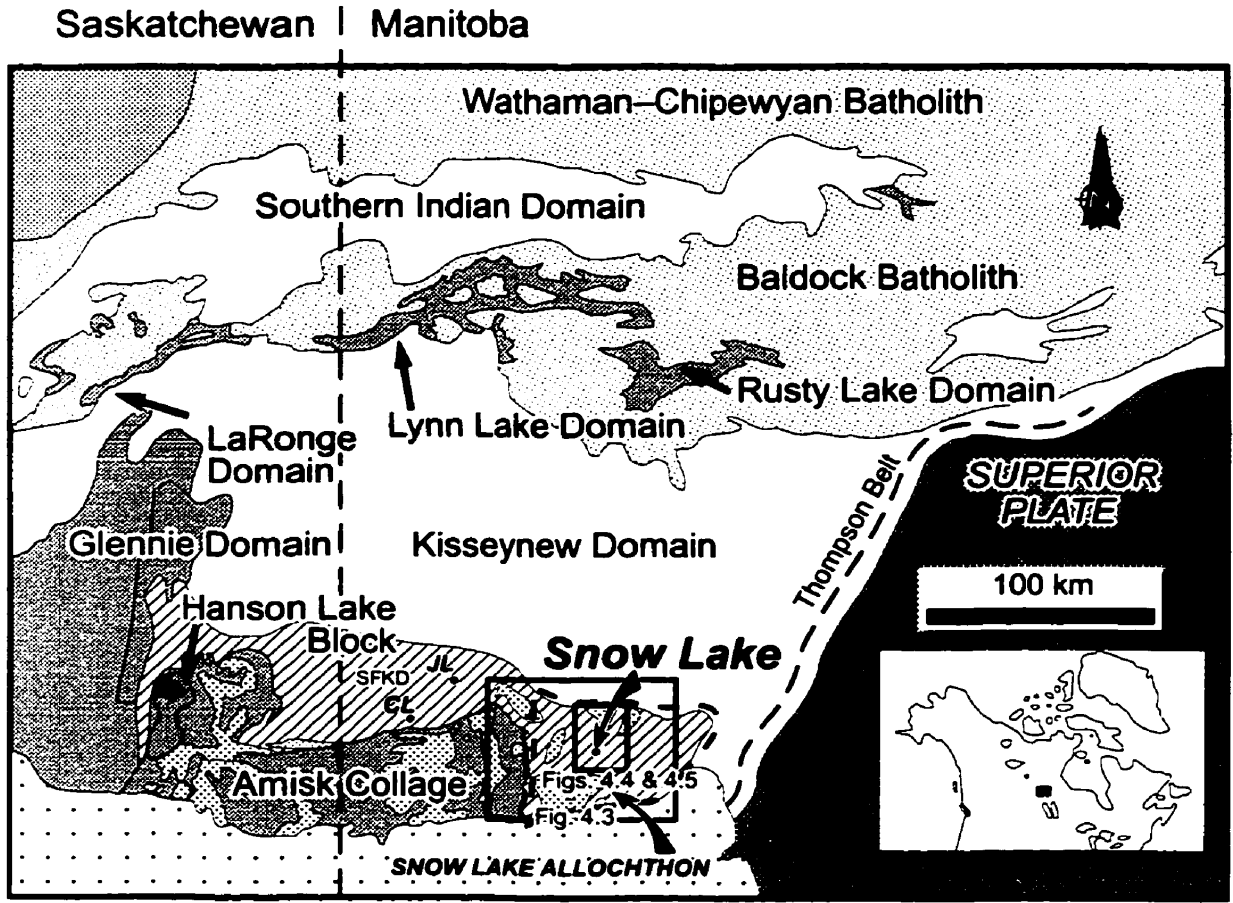 Saskatchewan Manitoba
Wathaman–Chipewyan Batholith
Southern Indian Domain
Baldock Batholith
Rusty Lake Domain
Lynn Lake Domain
LaRonge
Domain
SUPERIOR
PLATE
Glennie Domain
Kisseynew Domain
Thompson Belt
100 km
Hanson Lake
Block
Snow Lake
JL
SFKD
CL
Amisk Collage
Figs. 4.4 & 4.5
Fig. 4.3
SNOW LAKE ALLOCHTHON